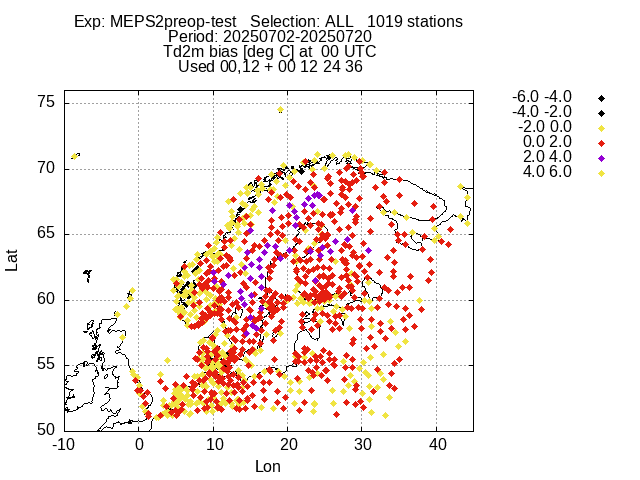 Exp: MEPS2preop-test   Selection: ALL   1019 stations
Period: 20250702-20250720
Td2m bias [deg C] at  00 UTC
Used 00,12 + 00 12 24 36
-6.0 -4.0
-4.0 -2.0
-2.0 0.0
0.0 2.0
2.0 4.0
4.0 6.0
75
70
65
60
55
50
Lat
-10 0 10 20 30 40
Lon